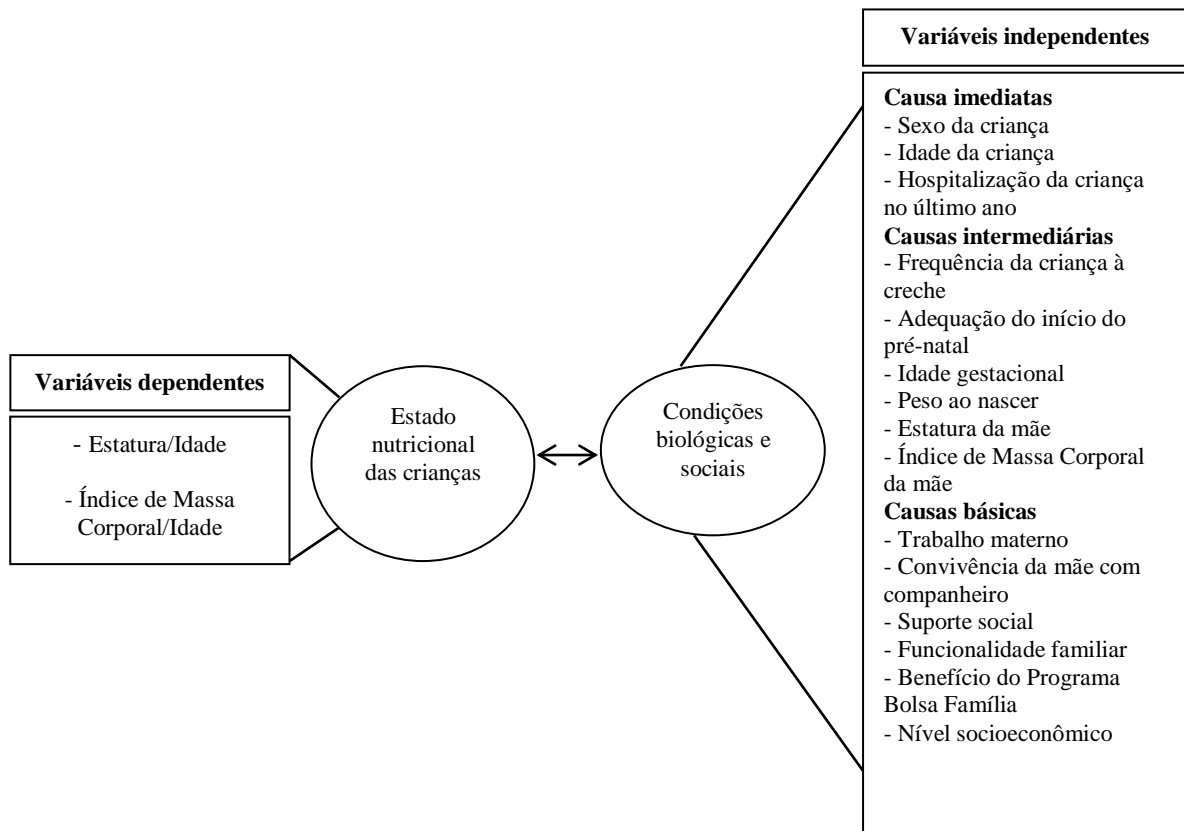 Variáveis independentes
Causa imediatas
- Sexo da criança
- Idade da criança
- Hospitalização da criança
no último ano
Causas intermediárias
- Frequência da criança à
creche
- Adequação do início do
pré-natal
- Idade gestacional
- Peso ao nascer
- Estatura da mãe
- Índice de Massa Corporal
da mãe
Causas básicas
- Trabalho materno
- Convivência da mãe com
companheiro
- Suporte social
- Funcionalidade familiar
- Benefício do Programa
Bolsa Família
- Nível socioeconômico
Variáveis dependentes
- Estatura/Idade
- Índice de Massa
Corporal/Idade
Estado
nutricional
das crianças
Condições
biológicas e
sociais